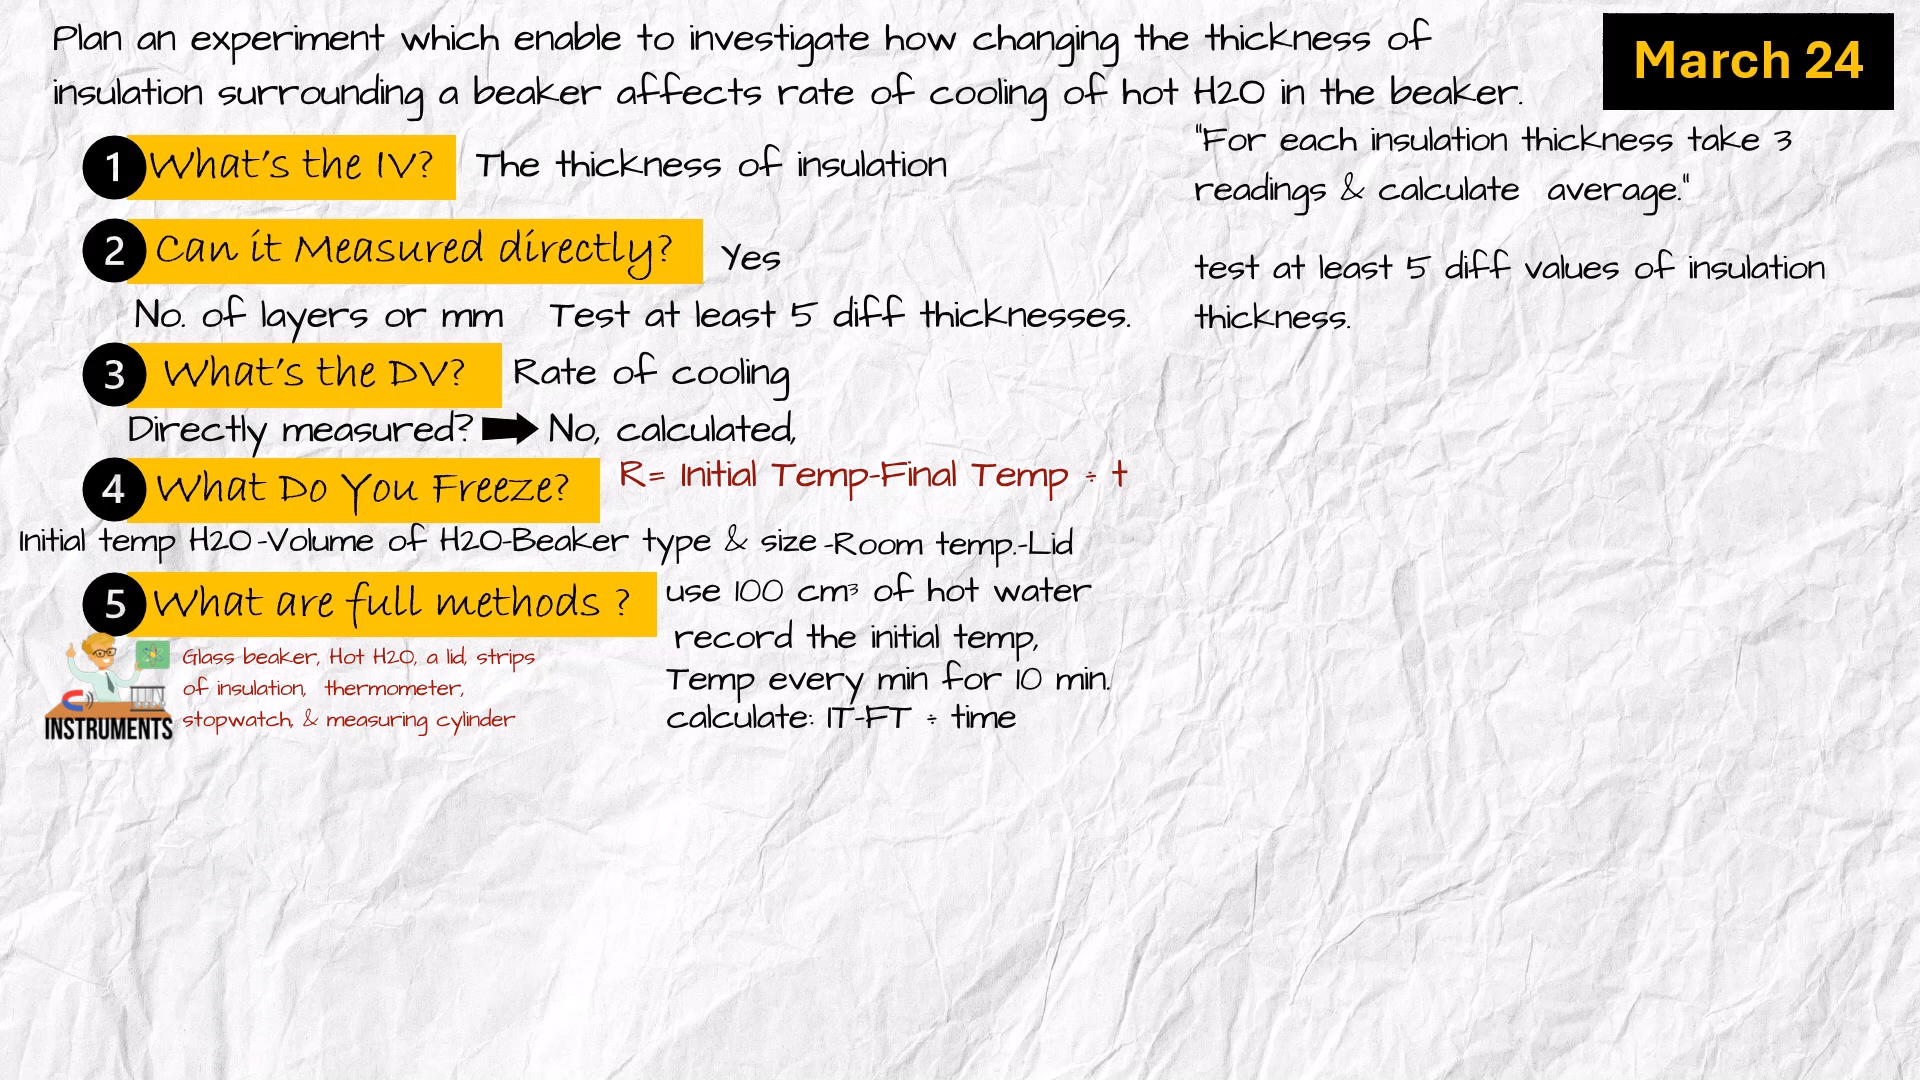 Plan an experiment which enable to investigate how changing the thickness of
insulation surrounding a beaker affects rate of cooling of hot H2O in the beaker.
March 24
1 What's the IV? The thickness of insulation
2 Can it Measured directly? Yes
No. of layers or mm Test at least 5 diff thicknesses.
3 What's the DV? Rate of cooling
Directly measured? No, calculated,
R= Initial Temp-Final Temp ÷ t
4 What Do You Freeze?
Initial temp H2O-Volume of H2O-Beaker type & size-Room temp.-Lid
5 What are full methods ?
Glass beaker, Hot H2O, a lid, strips
of insulation, thermometer,
stopwatch, & measuring cylinder
INSTRUMENTS
use 100 cm³ of hot water
record the initial temp,
Temp every min for 10 min.
calculate: IT-FT ÷ time
"For each insulation thickness take 3
readings & calculate average."
test at least 5 diff values of insulation
thickness.